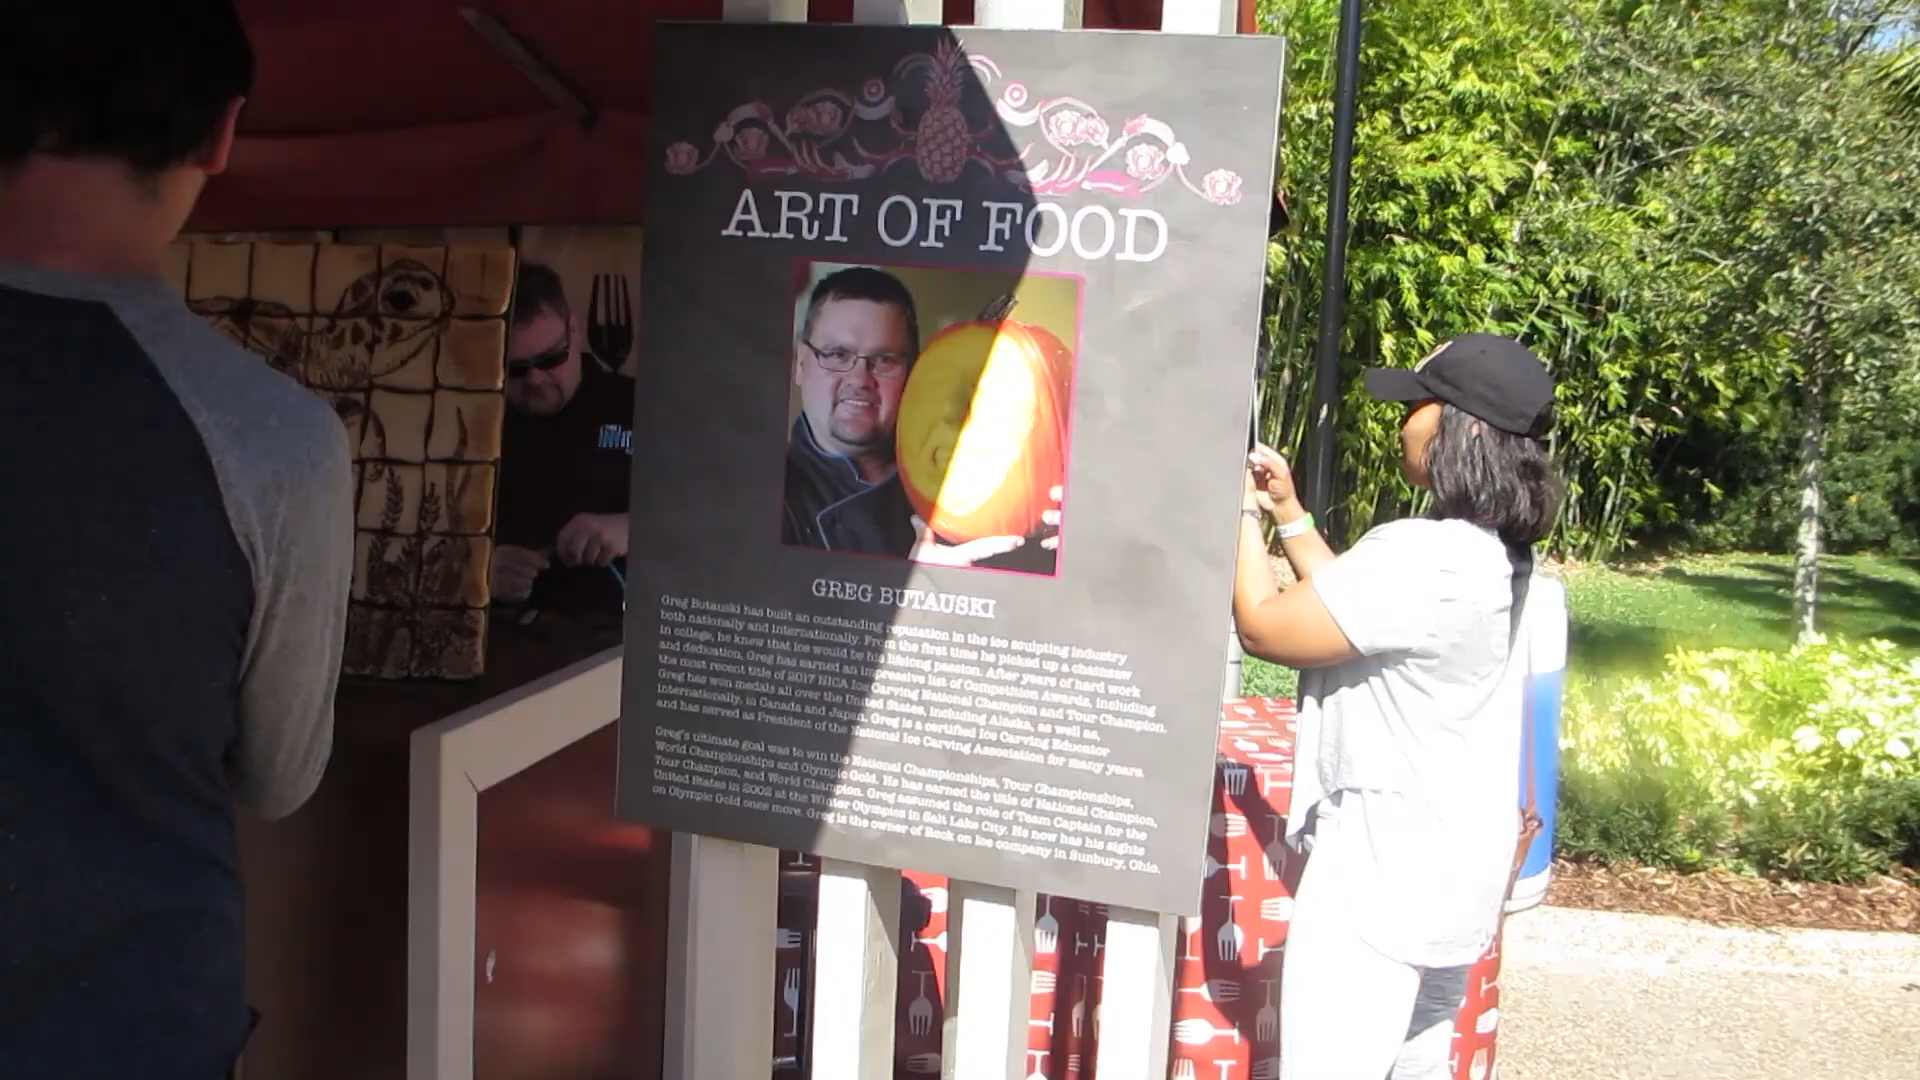 ART OF FOOD
GREG BUTAUSKI
Greg Butauski has built an outstanding reputation in the ice sculpting industry
both nationally and internationally. From the first time he picked up a chainsaw
in college, he knew that ice would be his lifelong passion. After years of hard work
and dedication, Greg has earned an impressive list of Competition Awards, including
the most recent title of 2017 NICA Ice Carving National Champion and Tour Champion.
Greg has won medals all over the United States, including Alaska, as well as,
internationally, in Canada and Japan. Greg is a certified Ice Carving Educator
and has served as President of the National Ice Carving Association for many years.
Greg's ultimate goal was to win the National Championships, Tour Championships,
World Championships and Olympic Gold. He has earned the title of National Champion,
Tour Champion, and World Champion. Greg assumed the role of Team Captain for the
United States in 2002 at the Winter Olympics in Salt Lake City. He now has his sights
on Olympic Gold once more. Greg is the owner of Rock on Ice company in Sunbury, Ohio.